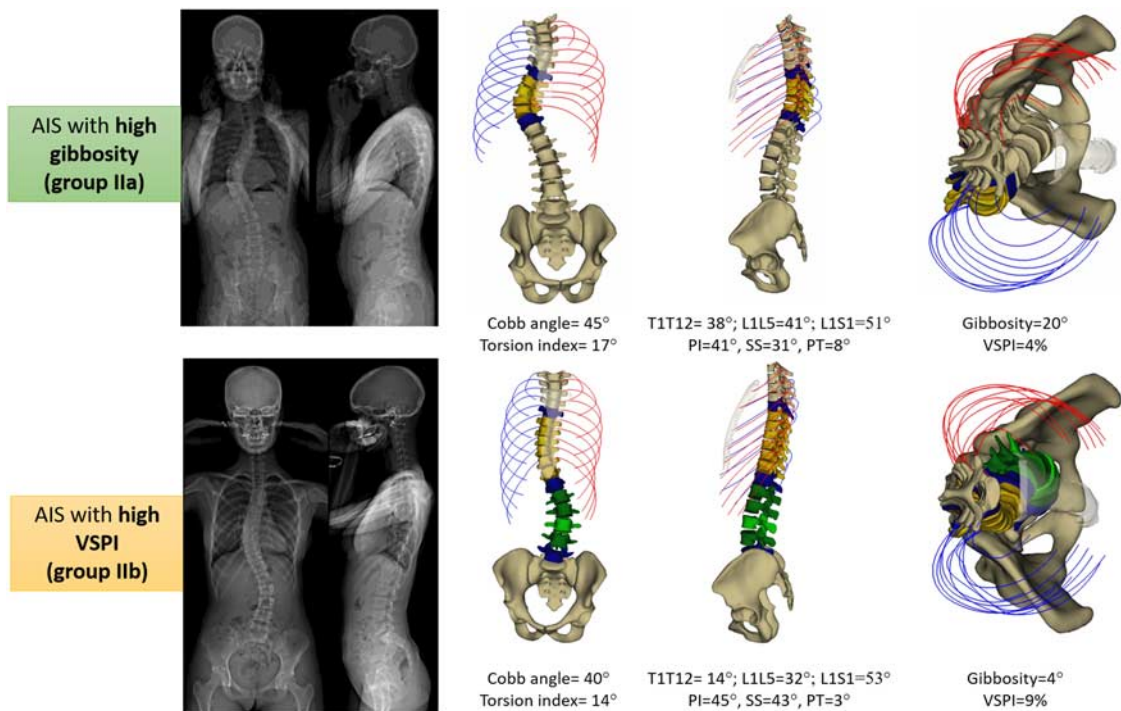 AIS with high
gibbosity
(group IIa)
Cobb angle= 45°
Torsion index= 17°
T1T12= 38°; L1L5=41°; L1S1=51°
PI=41°, SS=31°, PT=8°
Gibbosity=20°
VSPI=4%
AIS with high
VSPI
(group IIb)
Cobb angle= 40°
Torsion index= 14°
T1T12= 14°; L1L5=32°; L1S1=53°
PI=45°, SS=43°, PT=3°
Gibbosity=4°
VSPI=9%